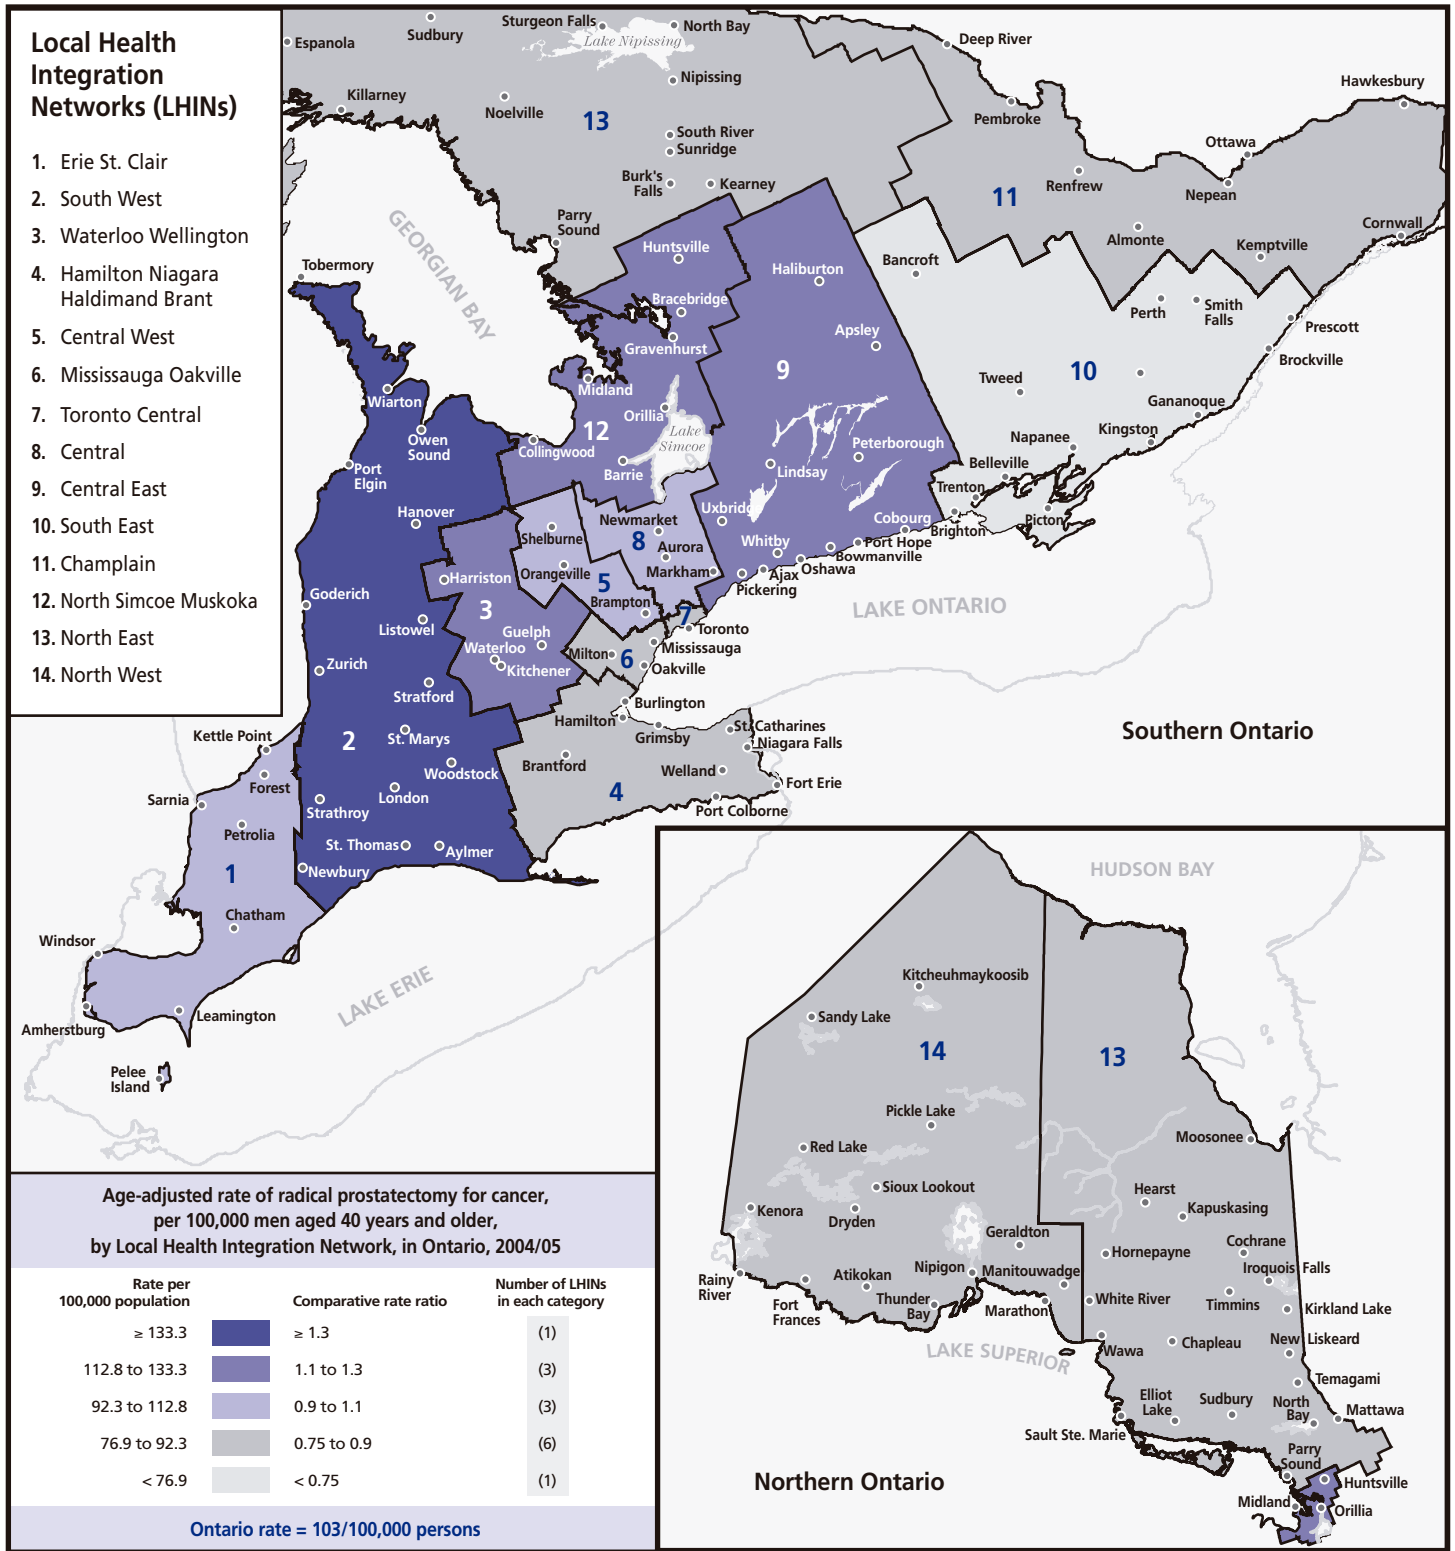 Local Health
Integration
Networks (LHINs)
1. Erie St. Clair
2. South West
3. Waterloo Wellington
4. Hamilton Niagara
Haldimand Brant
5. Central West
6. Mississauga Oakville
7. Toronto Central
8. Central
9. Central East
10. South East
11. Champlain
12. North Simcoe Muskoka
13. North East
14. North West
Espanola
Sudbury
Sturgeon Falls
North Bay
Lake Nipissing
Deep River
Nipissing
Hawkesbury
Killarney
Noelville
13
Pembroke
South River
Sunridge
Ottawa
Burk's
Falls
Kearney
Renfrew
Nepean
11
Parry
Sound
GEORGIAN BAY
Huntsville
Almonte
Kemptville
Cornwall
Tobermory
Haliburton
Bancroft
Bracebridge
Perth
Smith
Falls
Prescott
Gravenhurst
Apsley
Brockville
9
10
Midland
Tweed
Wiarton
Orillia
Gananoque
12
Lake
Simcoe
Owen
Sound
Collingwood
Peterborough
Napanee
Kingston
Port
Elgin
Barrie
Lindsay
Belleville
Trenton
Hanover
Newmarket
Uxbridge
Cobourg
Picton
Brighton
Shelburne
8
Aurora
Whitby
Port Hope
Bowmanville
Oshawa
Harriston
Orangeville
5
Markham
Ajax
Pickering
Goderich
3
Brampton
LAKE ONTARIO
7
Listowel
Guelph
Toronto
Waterloo
Milton
6
Mississauga
Zurich
Kitchener
Oakville
Stratford
Burlington
Hamilton
Grimsby
St. Catharines
Southern Ontario
Kettle Point
2
St. Marys
Niagara Falls
Forest
Woodstock
Brantford
Welland
Fort Erie
Sarnia
Strathroy
London
4
Port Colborne
Petrolia
St. Thomas
Aylmer
1
Newbury
Chatham
Windsor
LAKE ERIE
Leamington
Amherstburg
Pelee
Island
HUDSON BAY
Kitcheuhmaykoosib
Sandy Lake
14
13
Pickle Lake
Moosonee
Red Lake
Sioux Lookout
Hearst
Kenora
Dryden
Kapuskasing
Geraldton
Hornepayne
Cochrane
Rainy
River
Atikokan
Nipigon
Manitouwadge
Iroquois Falls
Fort
Frances
Thunder
Bay
Marathon
White River
Timmins
Kirkland Lake
LAKE SUPERIOR
Wawa
Chapleau
New Liskeard
Temagami
Elliot
Lake
Sudbury
North
Bay
Mattawa
Sault Ste. Marie
Parry
Sound
Huntsville
Northern Ontario
Midland
Orillia
Age-adjusted rate of radical prostatectomy for cancer,
per 100,000 men aged 40 years and older,
by Local Health Integration Network, in Ontario, 2004/05
Rate per
100,000 population
Comparative rate ratio
Number of LHINs
in each category
≥ 133.3 ≥ 1.3 (1)
112.8 to 133.3 1.1 to 1.3 (3)
92.3 to 112.8 0.9 to 1.1 (3)
76.9 to 92.3 0.75 to 0.9 (6)
< 76.9 < 0.75 (1)
Ontario rate = 103/100,000 persons